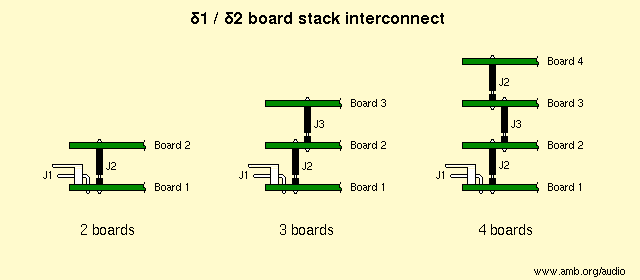 δ1 / δ2 board stack interconnect
Board 2
J2
J1
Board 1
2 boards
Board 3
J3
Board 2
J2
J1
Board 1
3 boards
Board 4
J2
Board 3
J3
Board 2
J2
J1
Board 1
4 boards
www.amb.org/audio